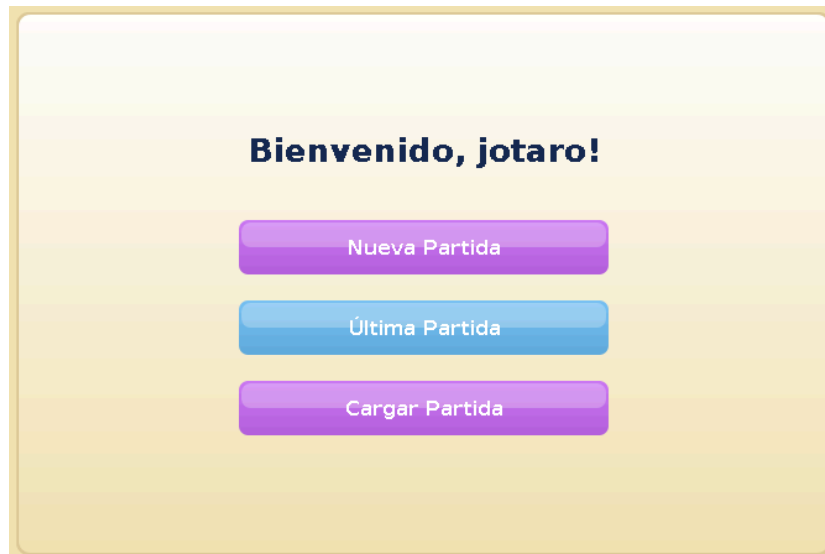 Bienvenido, jotaro!
Nueva Partida
Última Partida
Cargar Partida